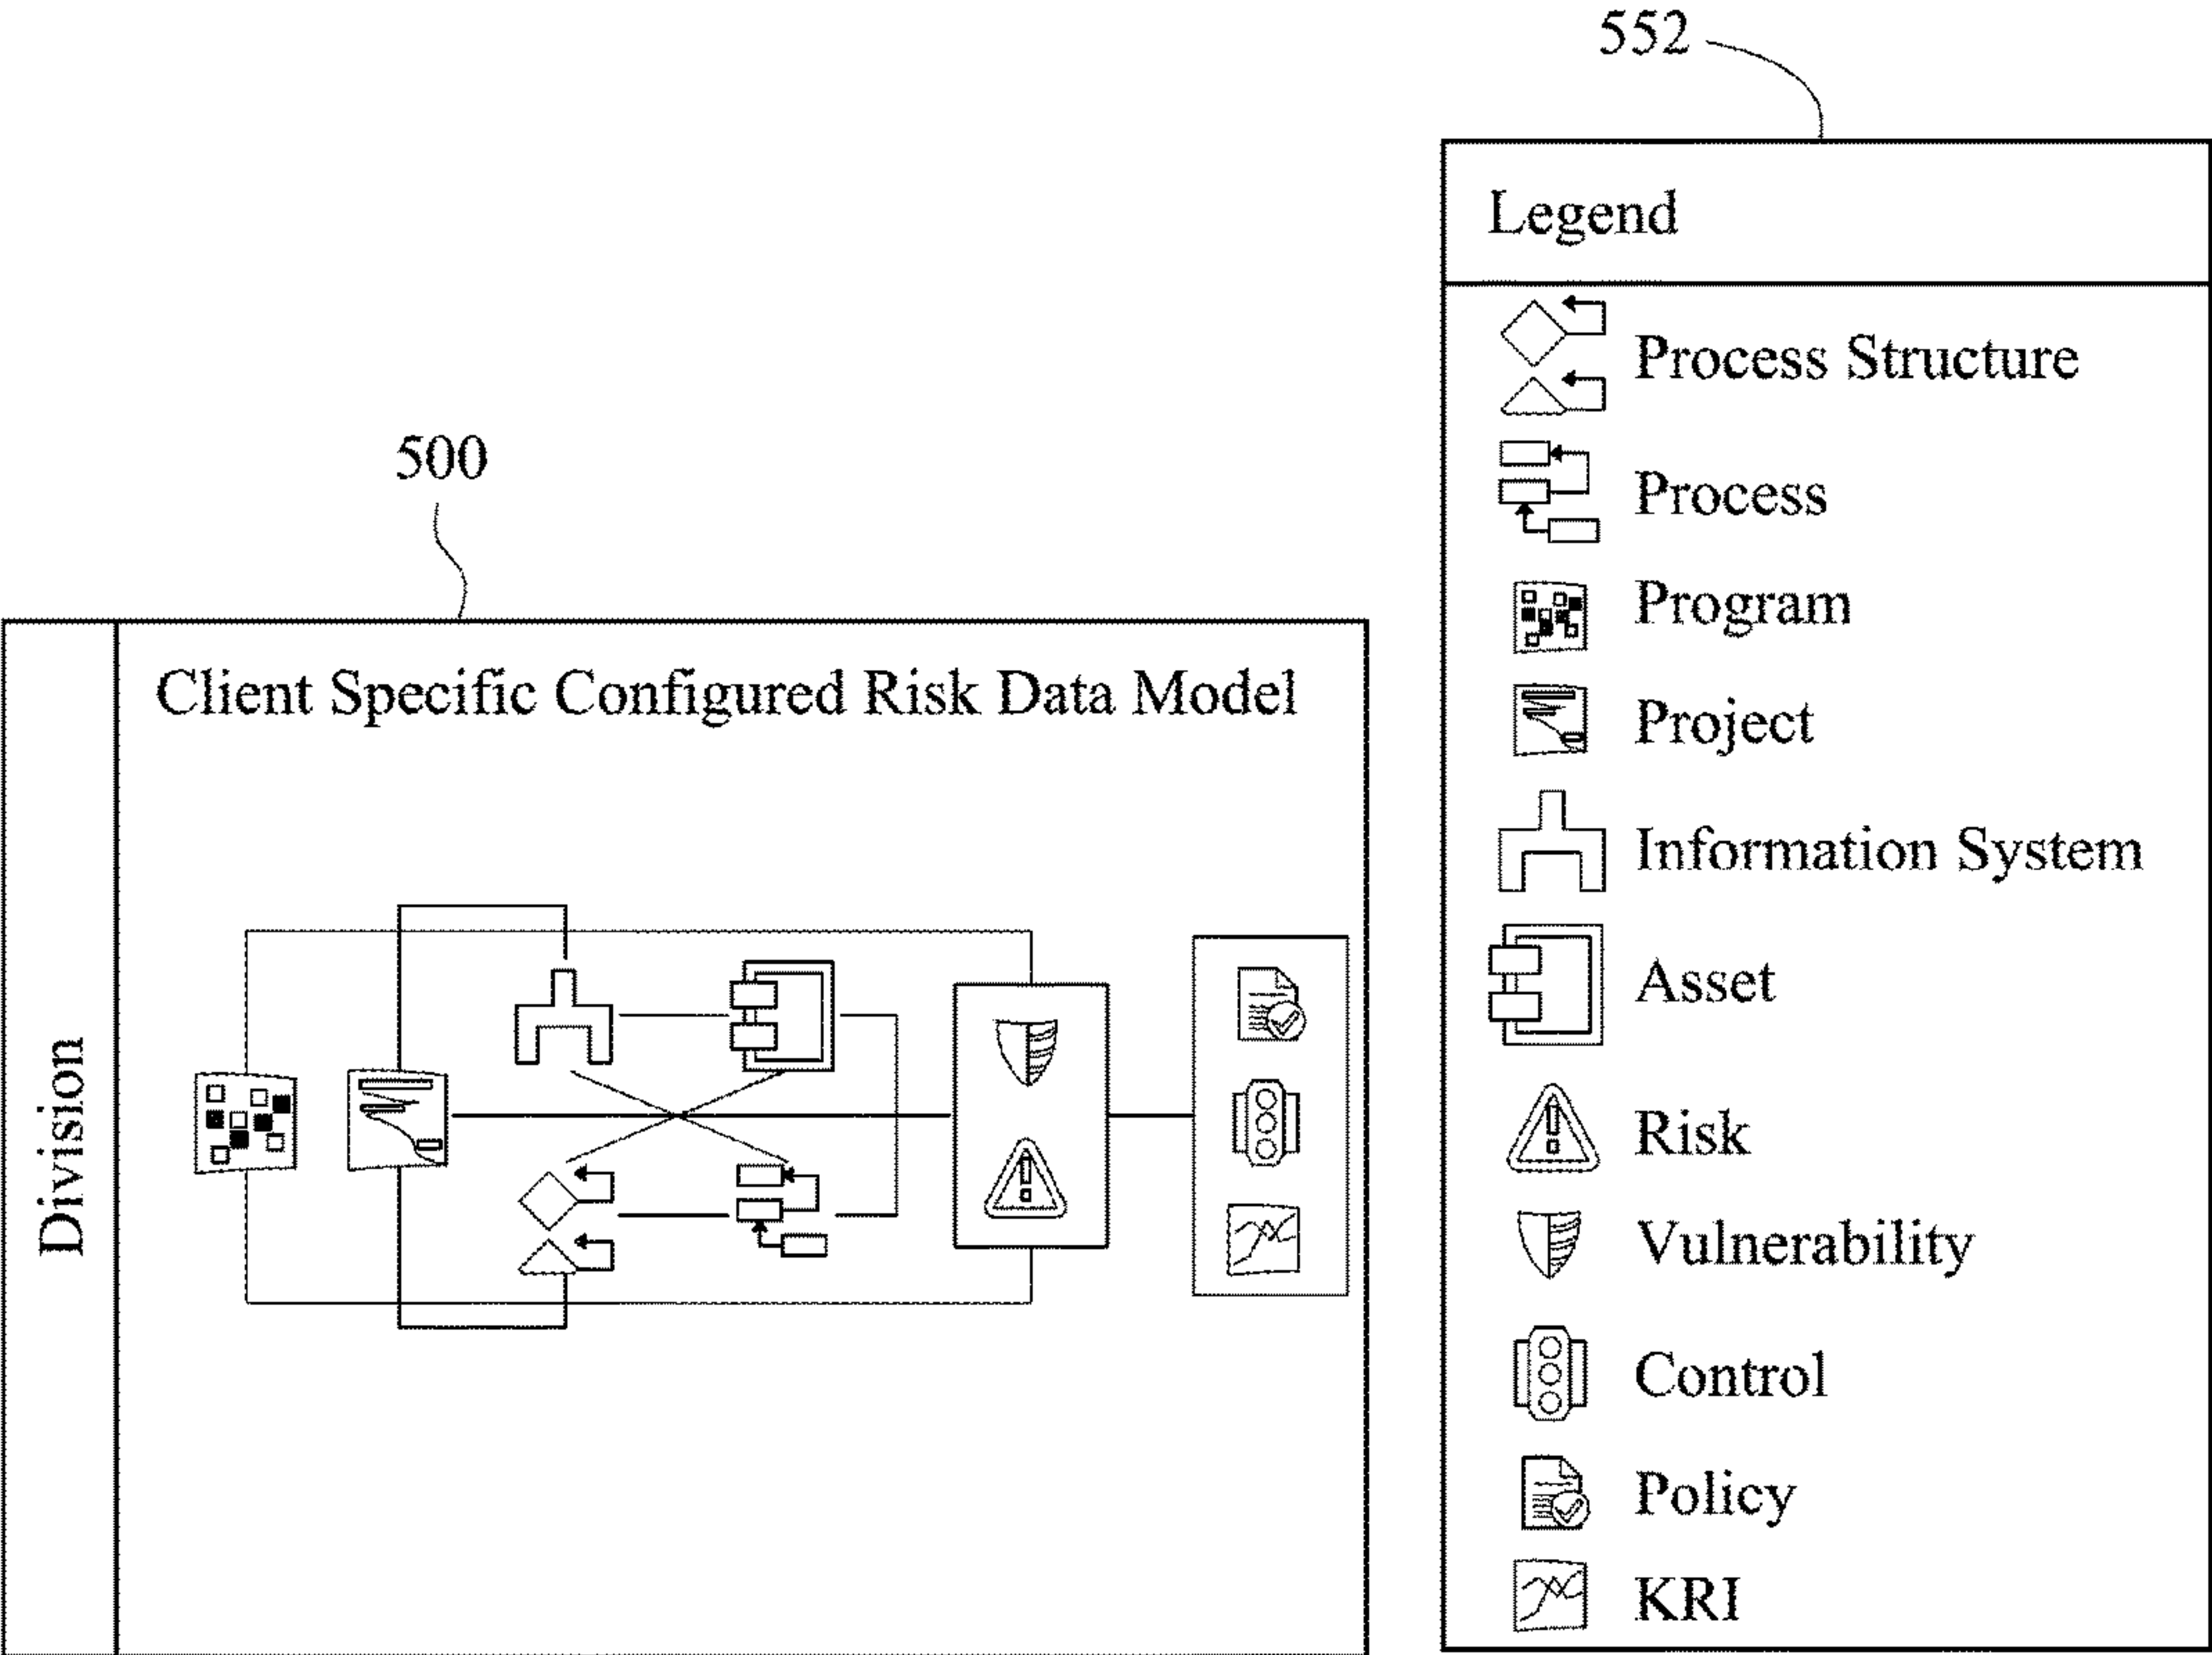 552
Legend
Process Structure
Process
Program
Project
Information System
Asset
Risk
Vulnerability
Control
Policy
KRI
500
Division
Client Specific Configured Risk Data Model